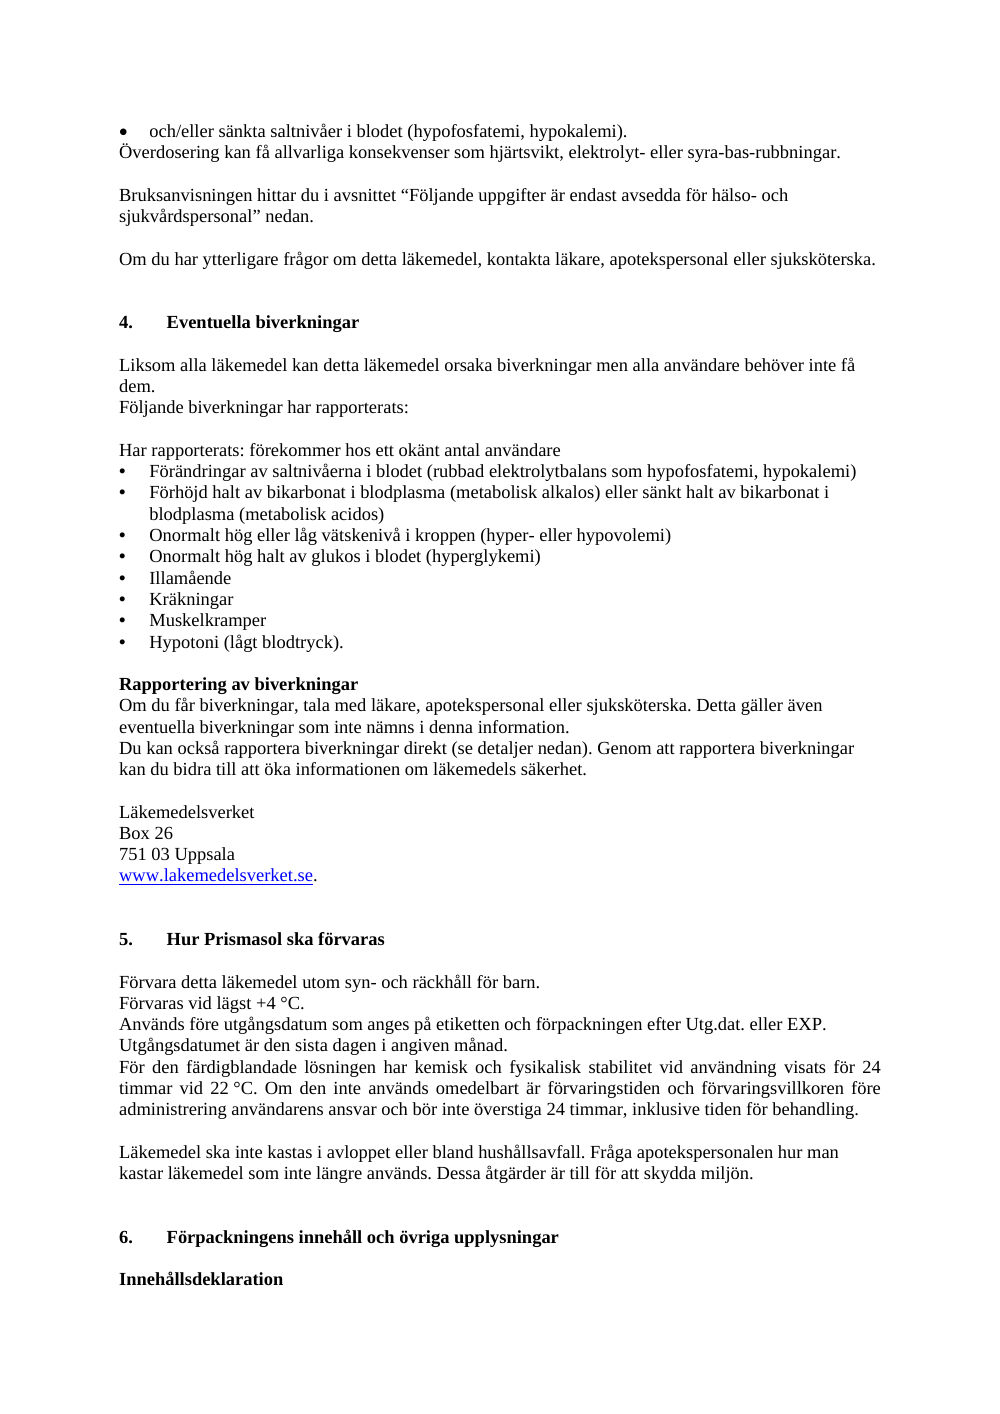 • och/eller sänkta saltnivåer i blodet (hypofosfatemi, hypokalemi).
Överdosering kan få allvarliga konsekvenser som hjärtsvikt, elektrolyt- eller syra-bas-rubbningar.
Bruksanvisningen hittar du i avsnittet “Följande uppgifter är endast avsedda för hälso- och
sjukvårdspersonal” nedan.
Om du har ytterligare frågor om detta läkemedel, kontakta läkare, apotekspersonal eller sjuksköterska.
4. Eventuella biverkningar
Liksom alla läkemedel kan detta läkemedel orsaka biverkningar men alla användare behöver inte få
dem.
Följande biverkningar har rapporterats:
Har rapporterats: förekommer hos ett okänt antal användare
• Förändringar av saltnivåerna i blodet (rubbad elektrolytbalans som hypofosfatemi, hypokalemi)
• Förhöjd halt av bikarbonat i blodplasma (metabolisk alkalos) eller sänkt halt av bikarbonat i
blodplasma (metabolisk acidos)
• Onormalt hög eller låg vätskenivå i kroppen (hyper- eller hypovolemi)
• Onormalt hög halt av glukos i blodet (hyperglykemi)
• Illamående
• Kräkningar
• Muskelkramper
• Hypotoni (lågt blodtryck).
Rapportering av biverkningar
Om du får biverkningar, tala med läkare, apotekspersonal eller sjuksköterska. Detta gäller även
eventuella biverkningar som inte nämns i denna information.
Du kan också rapportera biverkningar direkt (se detaljer nedan). Genom att rapportera biverkningar
kan du bidra till att öka informationen om läkemedels säkerhet.
Läkemedelsverket
Box 26
751 03 Uppsala
www.lakemedelsverket.se.
5. Hur Prismasol ska förvaras
Förvara detta läkemedel utom syn- och räckhåll för barn.
Förvaras vid lägst +4 °C.
Används före utgångsdatum som anges på etiketten och förpackningen efter Utg.dat. eller EXP.
Utgångsdatumet är den sista dagen i angiven månad.
För den färdigblandade lösningen har kemisk och fysikalisk stabilitet vid användning visats för 24
timmar vid 22 °C. Om den inte används omedelbart är förvaringstiden och förvaringsvillkoren före
administrering användarens ansvar och bör inte överstiga 24 timmar, inklusive tiden för behandling.
Läkemedel ska inte kastas i avloppet eller bland hushållsavfall. Fråga apotekspersonalen hur man
kastar läkemedel som inte längre används. Dessa åtgärder är till för att skydda miljön.
6. Förpackningens innehåll och övriga upplysningar
Innehållsdeklaration